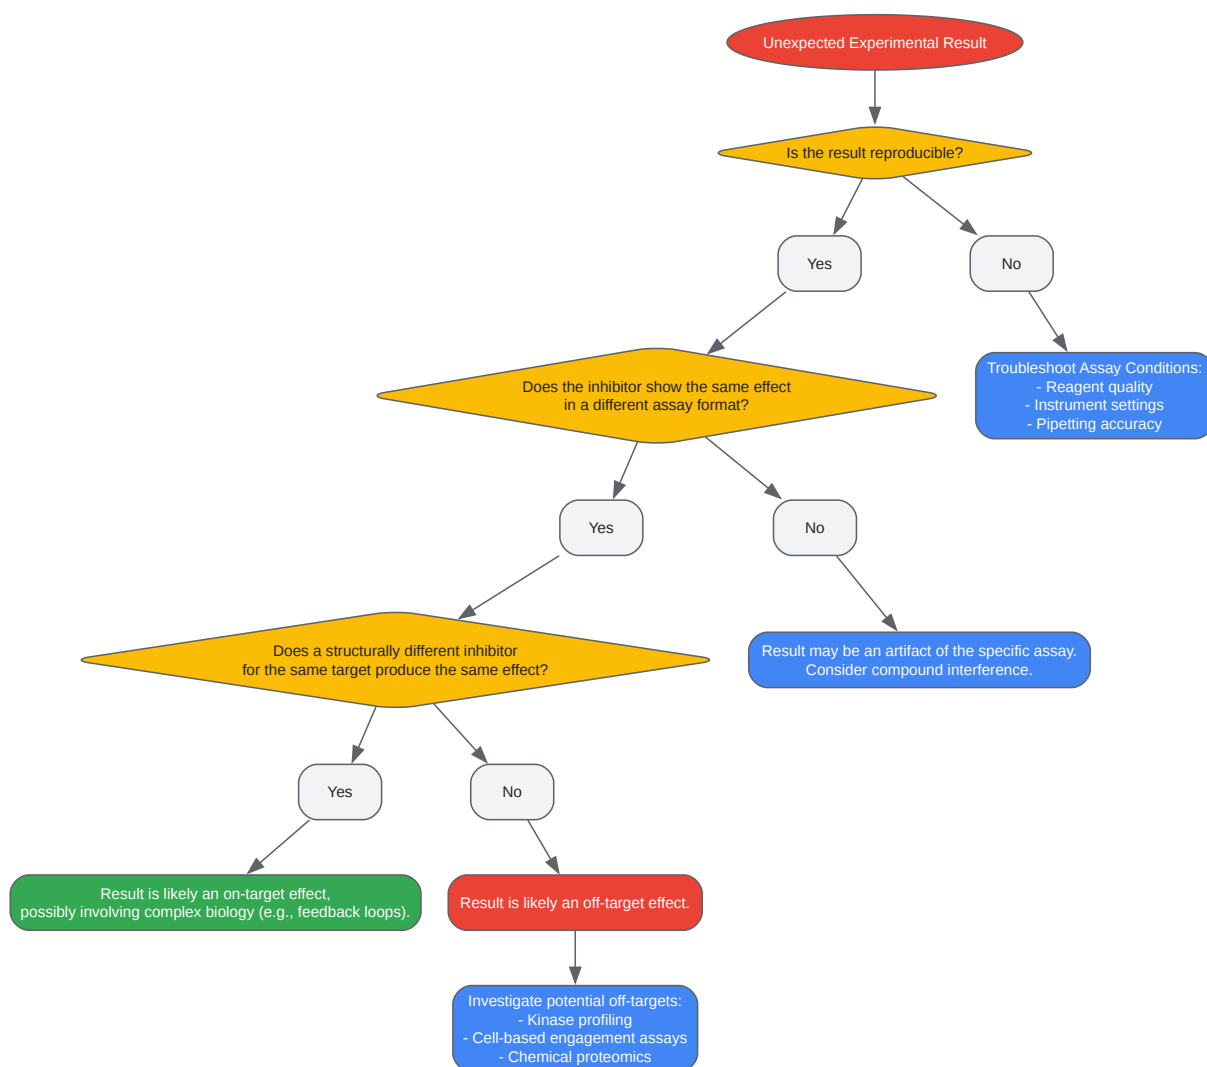 Unexpected Experimental Result
Is the result reproducible?
Yes
No
Troubleshoot Assay Conditions:
- Reagent quality
- Instrument settings
- Pipetting accuracy
Does the inhibitor show the same effect
in a different assay format?
Yes
No
Result may be an artifact of the specific assay.
Consider compound interference.
Does a structurally different inhibitor
for the same target produce the same effect?
Yes
No
Result is likely an on-target effect,
possibly involving complex biology (e.g., feedback loops).
Result is likely an off-target effect.
Investigate potential off-targets:
- Kinase profiling
- Cell-based engagement assays
- Chemical proteomics